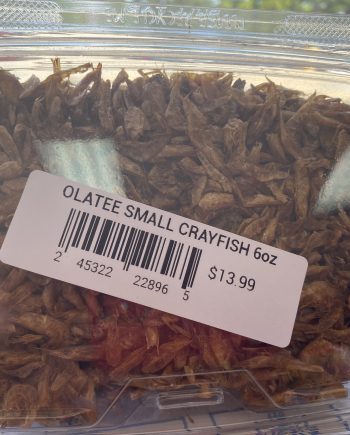 OLATEE SMALL CRAYFISH 6oz
$13.99
2 45322 22896 5